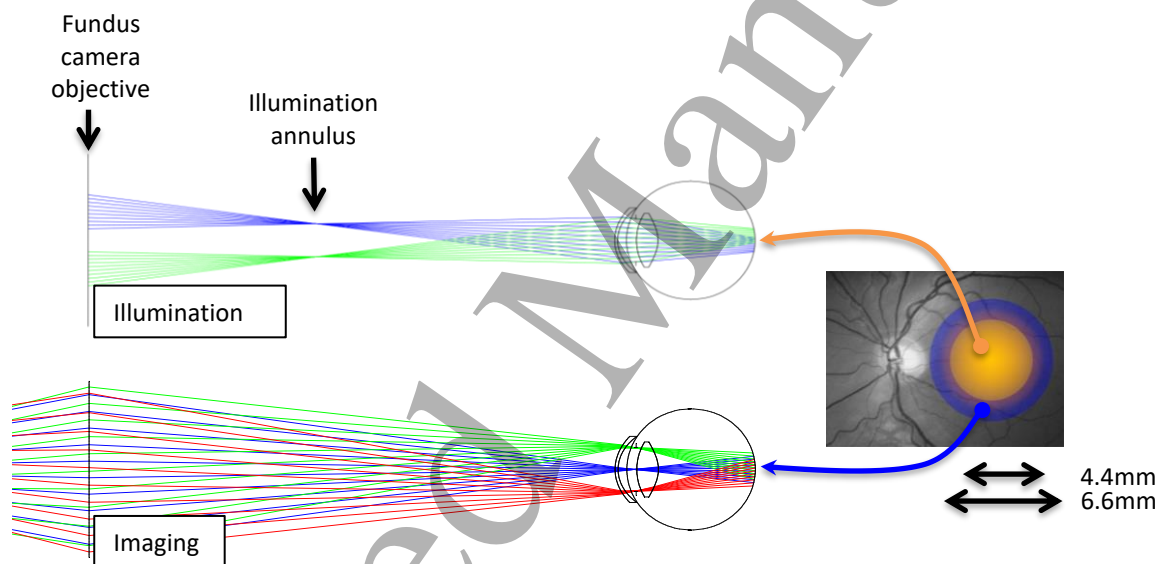 Fundus
camera
objective
Illumination
annulus
Illumination
Imaging
4.4mm
6.6mm